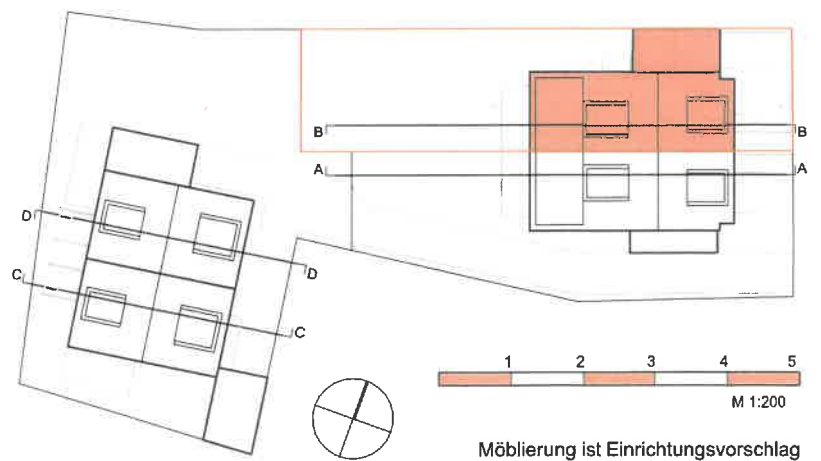 B B
A A
D
D
C
C
1 2 3 4 5
M 1:200
Möblierung ist Einrichtungsvorschlag